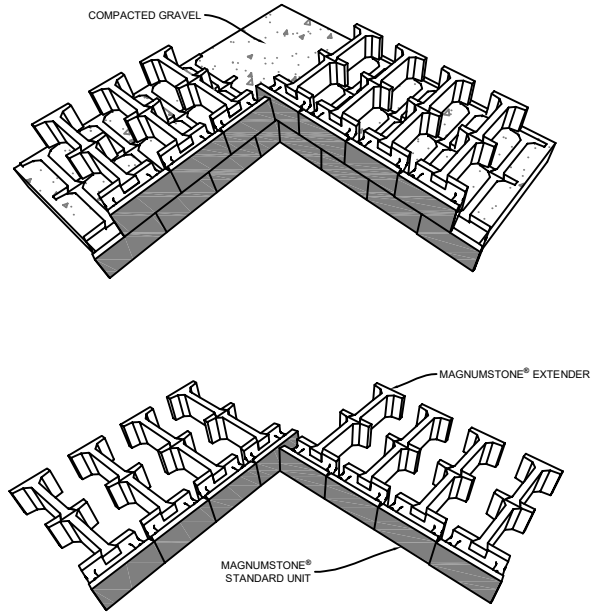 COMPACTED GRAVEL
MAGNUMSTONE® EXTENDER
MAGNUMSTONE®
STANDARD UNIT